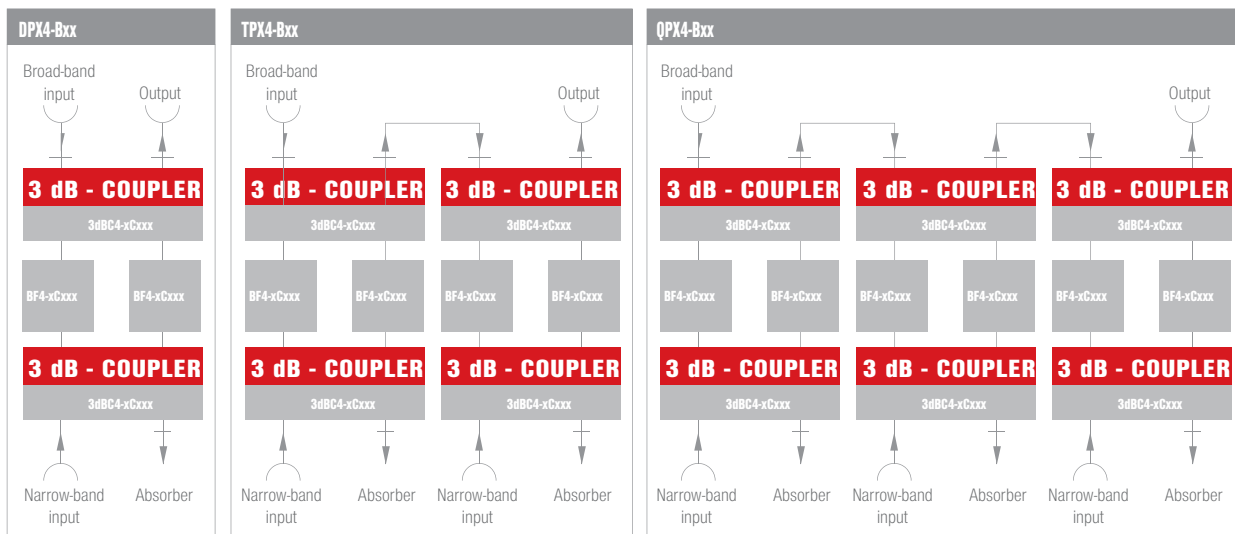 DPX4-Bxx
TPX4-Bxx
QPX4-Bxx
Broad-band
input
Output
Broad-band
input
Output
Broad-band
input
Output
3 dB - COUPLER
3 dB - COUPLER
3 dB - COUPLER
3 dB - COUPLER
3 dB - COUPLER
3 dB - COUPLER
3dBC4-xCxxx
3dBC4-xCxxx
3dBC4-xCxxx
3dBC4-xCxxx
3dBC4-xCxxx
3dBC4-xCxxx
BF4-xCxxx
BF4-xCxxx
BF4-xCxxx
BF4-xCxxx
BF4-xCxxx
BF4-xCxxx
BF4-xCxxx
BF4-xCxxx
BF4-xCxxx
BF4-xCxxx
BF4-xCxxx
BF4-xCxxx
3 dB - COUPLER
3 dB - COUPLER
3 dB - COUPLER
3 dB - COUPLER
3 dB - COUPLER
3 dB - COUPLER
3dBC4-xCxxx
3dBC4-xCxxx
3dBC4-xCxxx
3dBC4-xCxxx
3dBC4-xCxxx
3dBC4-xCxxx
Narrow-band
input
Absorber
Narrow-band
input
Absorber
Narrow-band
input
Absorber
Narrow-band
input
Absorber
Narrow-band
input
Absorber
Narrow-band
input
Absorber